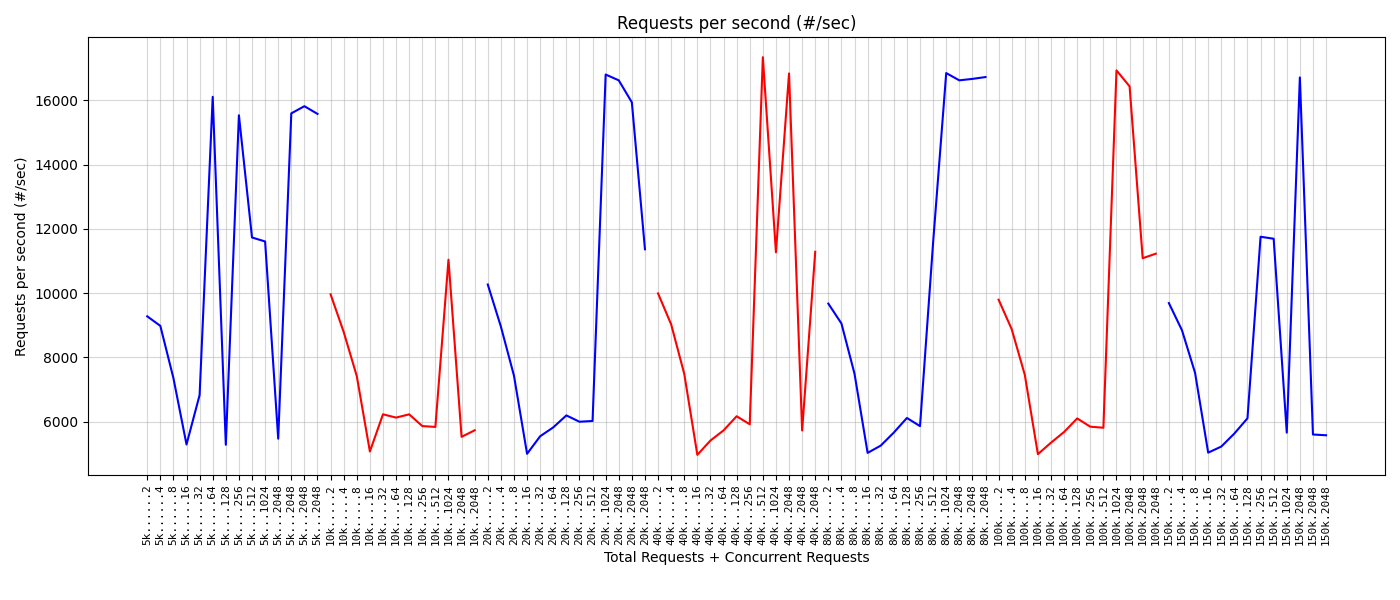 Requests per second (#/sec)
Requests per second (#/sec)
16000
14000
12000
10000
8000
6000
5k......2
5k......4
5k......8
5k.....16
5k.....32
5k.....64
5k....128
5k....256
5k....512
5k...1024
5k...2048
5k...2048
5k...2048
5k...2048
10k.....2
10k.....4
10k.....8
10k....16
10k....32
10k....64
10k...128
10k...256
10k...512
10k..1024
10k..2048
10k..2048
20k.....2
20k.....4
20k.....8
20k....16
20k....32
20k....64
20k...128
20k...256
20k...512
20k..1024
20k..2048
20k..2048
20k..2048
40k.....2
40k.....4
40k.....8
40k....16
40k....32
40k....64
40k...128
40k...256
40k...512
40k..1024
40k..2048
40k..2048
40k..2048
80k.....2
80k.....4
80k.....8
80k....16
80k....32
80k....64
80k...128
80k...256
80k...512
80k..1024
80k..2048
80k..2048
80k..2048
100k....2
100k....4
100k....8
100k...16
100k...32
100k...64
100k..128
100k..256
100k..512
100k.1024
100k.2048
100k.2048
100k.2048
150k....2
150k....4
150k....8
150k...16
150k...32
150k...64
150k..128
150k..256
150k..512
150k.1024
150k.2048
150k.2048
150k.2048
Total Requests + Concurrent Requests